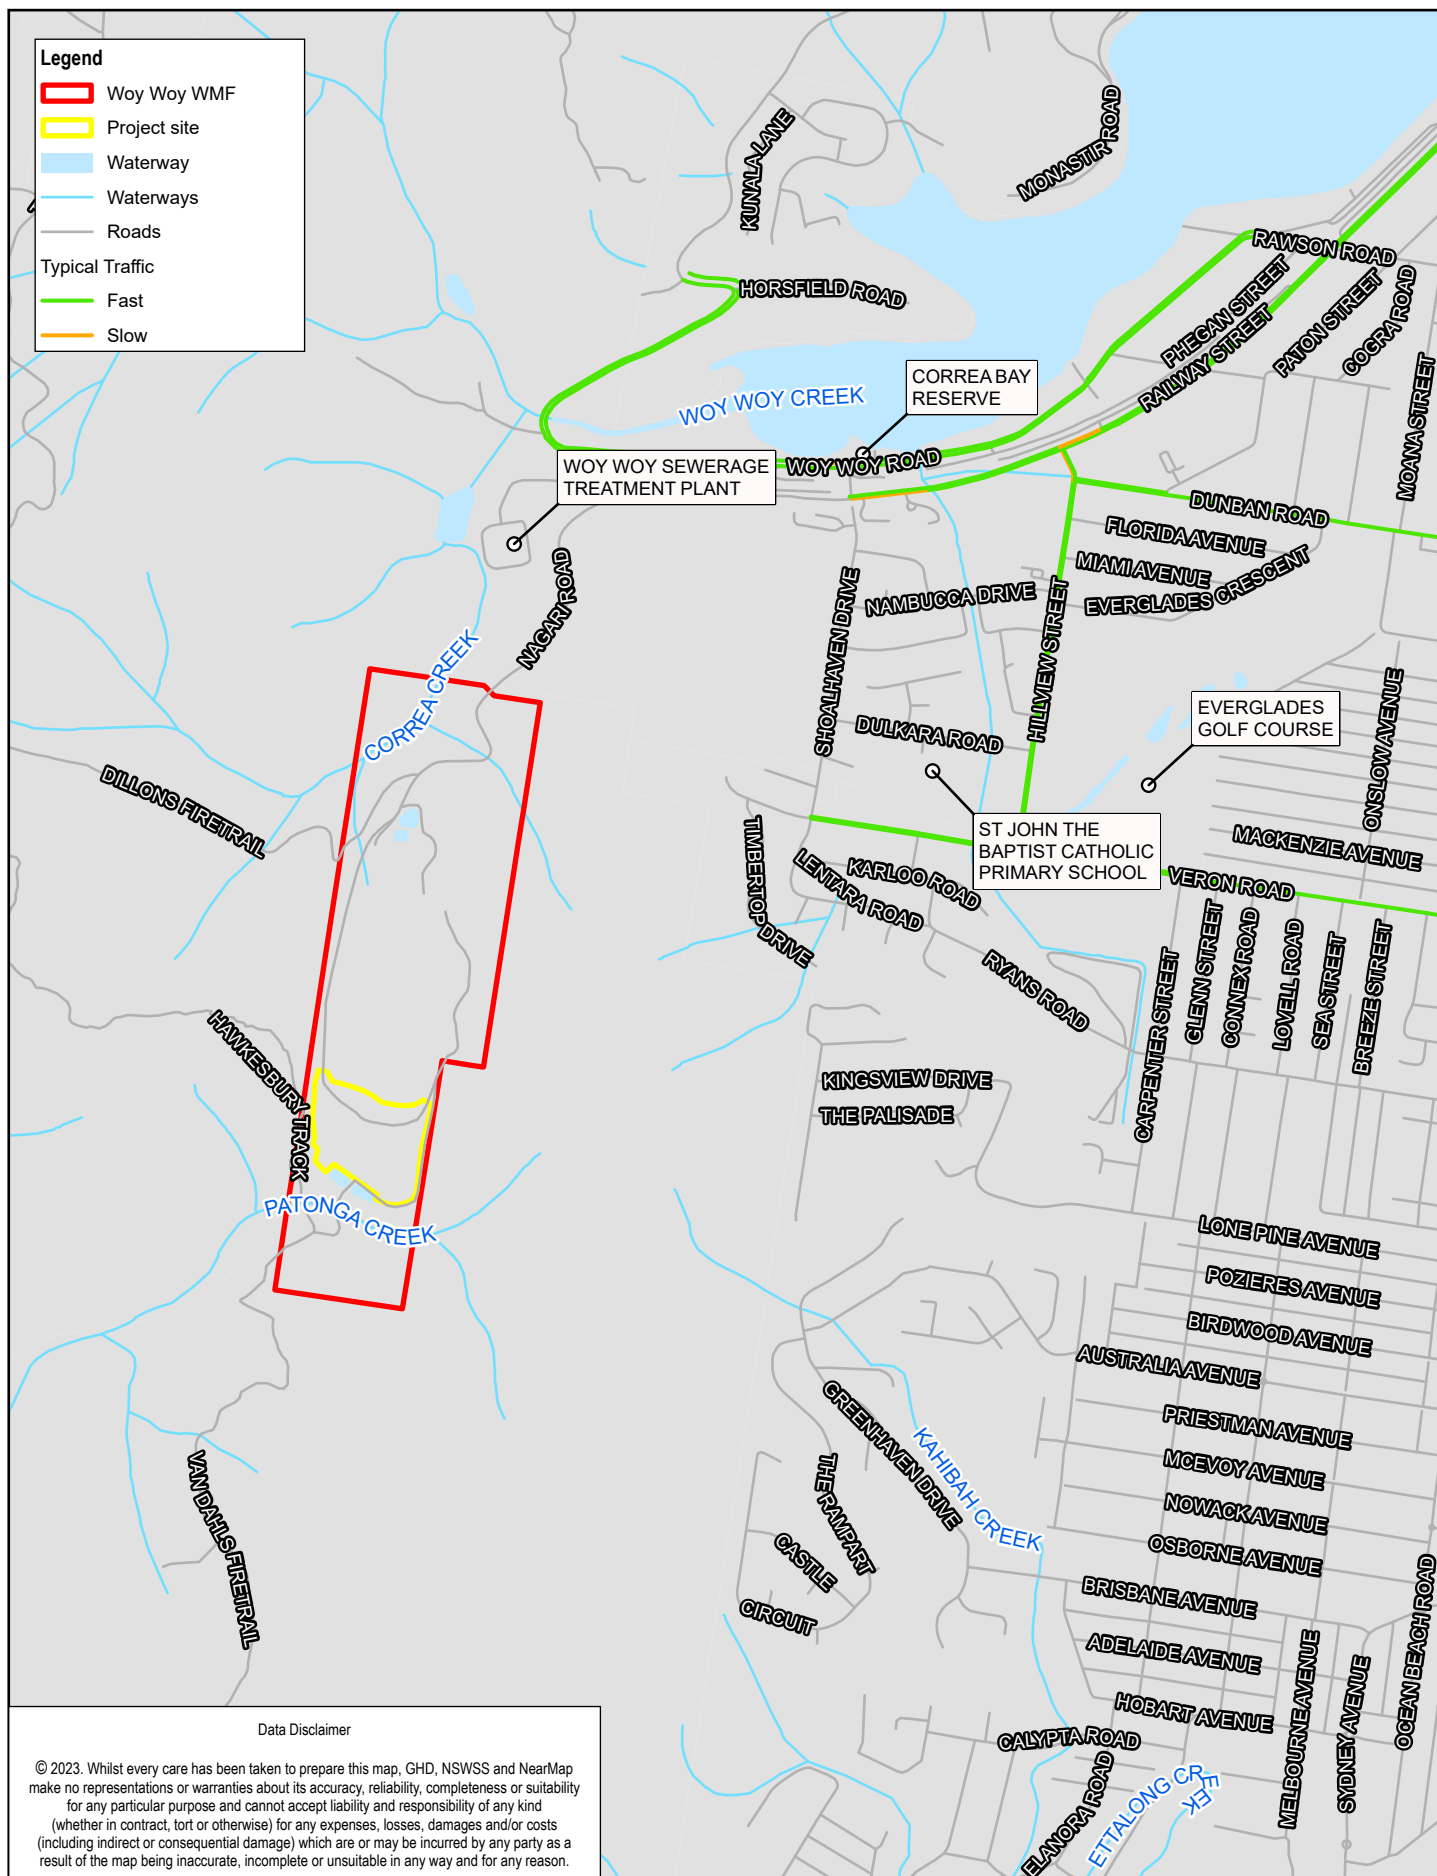 Legend
Woy Woy WMF
Project site
Waterway
Waterways
Roads
Typical Traffic
Fast
Slow
KUNALA LANE
MONASTIR ROAD
HORSFIELD ROAD
RAWSON ROAD
PHEGAN STREET
PATON STREET
COGRA ROAD
RAILWAY STREET
MOANA STREET
CORREA BAY
RESERVE
WOY WOY CREEK
WOY WOY ROAD
WOY WOY SEWERAGE
TREATMENT PLANT
DUNBAN ROAD
FLORIDA AVENUE
MIAMI AVENUE
EVERGLADES CRESCENT
NAMBUCCA DRIVE
NAGARI ROAD
SHOALHAVEN DRIVE
HILLVIEW STREET
CORREA CREEK
DULKARA ROAD
EVERGLADES
GOLF COURSE
ONSLOW AVENUE
DILLONS FIRETRAIL
ST JOHN THE
BAPTIST CATHOLIC
PRIMARY SCHOOL
MACKENZIE AVENUE
TIMBERTOP DRIVE
LENTARA ROAD
KARLOO ROAD
VERON ROAD
RYANS ROAD
CARPENTER STREET
GLENN STREET
CONNEX ROAD
LOVELL ROAD
SEA STREET
BREEZE STREET
HAWKESBURY TRACK
KINGSVIEW DRIVE
THE PALISADE
PATONGA CREEK
LONE PINE AVENUE
POZIERES AVENUE
BIRDWOOD AVENUE
AUSTRALIA AVENUE
GREENHAVEN DRIVE
KAHIBAH CREEK
PRIESTMAN AVENUE
MCEVOY AVENUE
NOWACK AVENUE
OSBORNE AVENUE
VAN DAHLS FIRETRAIL
THE RAMPART
CASTLE
CIRCUIT
BRISBANE AVENUE
ADELAIDE AVENUE
HOBART AVENUE
MELBOURNE AVENUE
SYDNEY AVENUE
OCEAN BEACH ROAD
CALYPTA ROAD
ELANORA ROAD
ETTALONG CREEK
Data Disclaimer
© 2023. Whilst every care has been taken to prepare this map, GHD, NSWSS and NearMap
make no representations or warranties about its accuracy, reliability, completeness or suitability
for any particular purpose and cannot accept liability and responsibility of any kind
(whether in contract, tort or otherwise) for any expenses, losses, damages and/or costs
(including indirect or consequential damage) which are or may be incurred by any party as a
result of the map being inaccurate, incomplete or unsuitable in any way and for any reason.